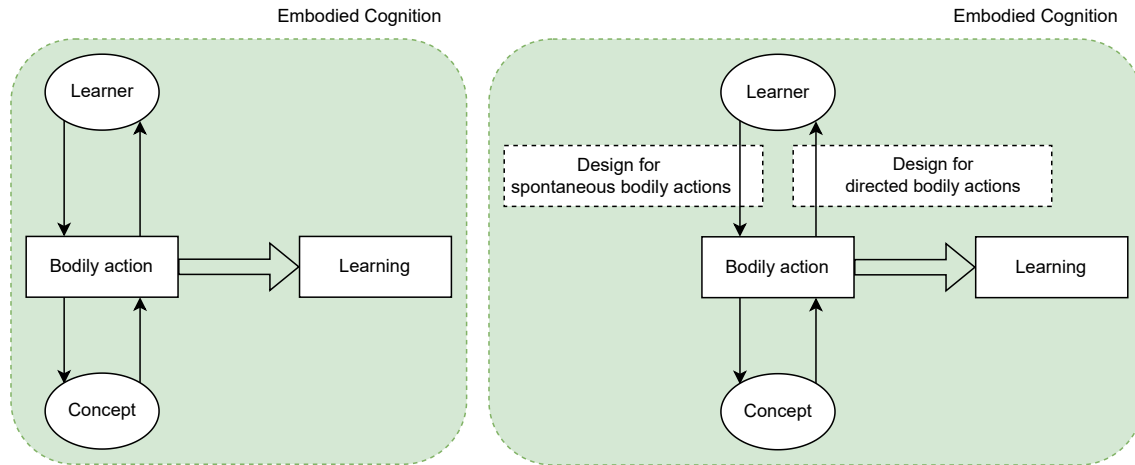 Embodied Cognition
Learner
Bodily action
Learning
Concept
Embodied Cognition
Learner
Design for
spontaneous bodily actions
Design for
directed bodily actions
Bodily action
Learning
Concept